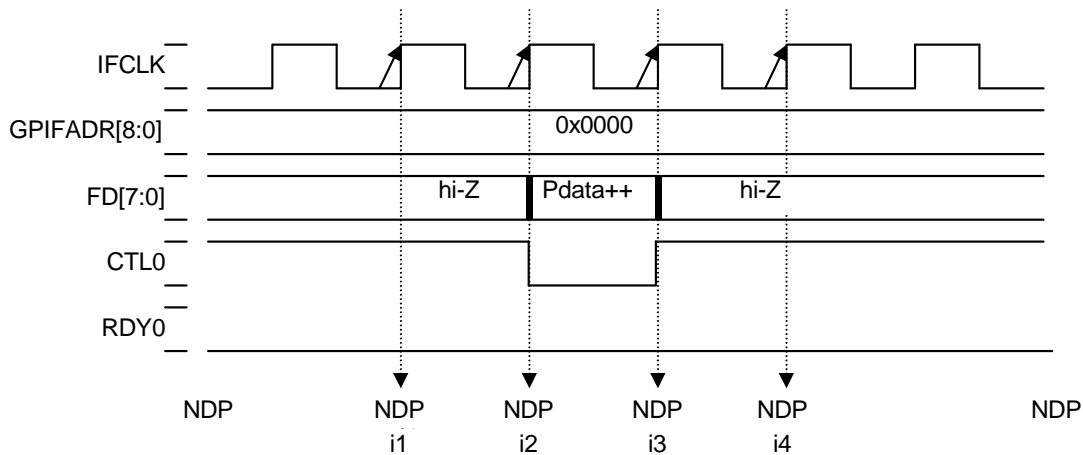 IFCLK
GPIFADR[8:0]
0x0000
FD[7:0]
hi-Z
Pdata++
hi-Z
CTL0
RDY0
NDP NDP NDP NDP NDP NDP
i1 i2 i3 i4